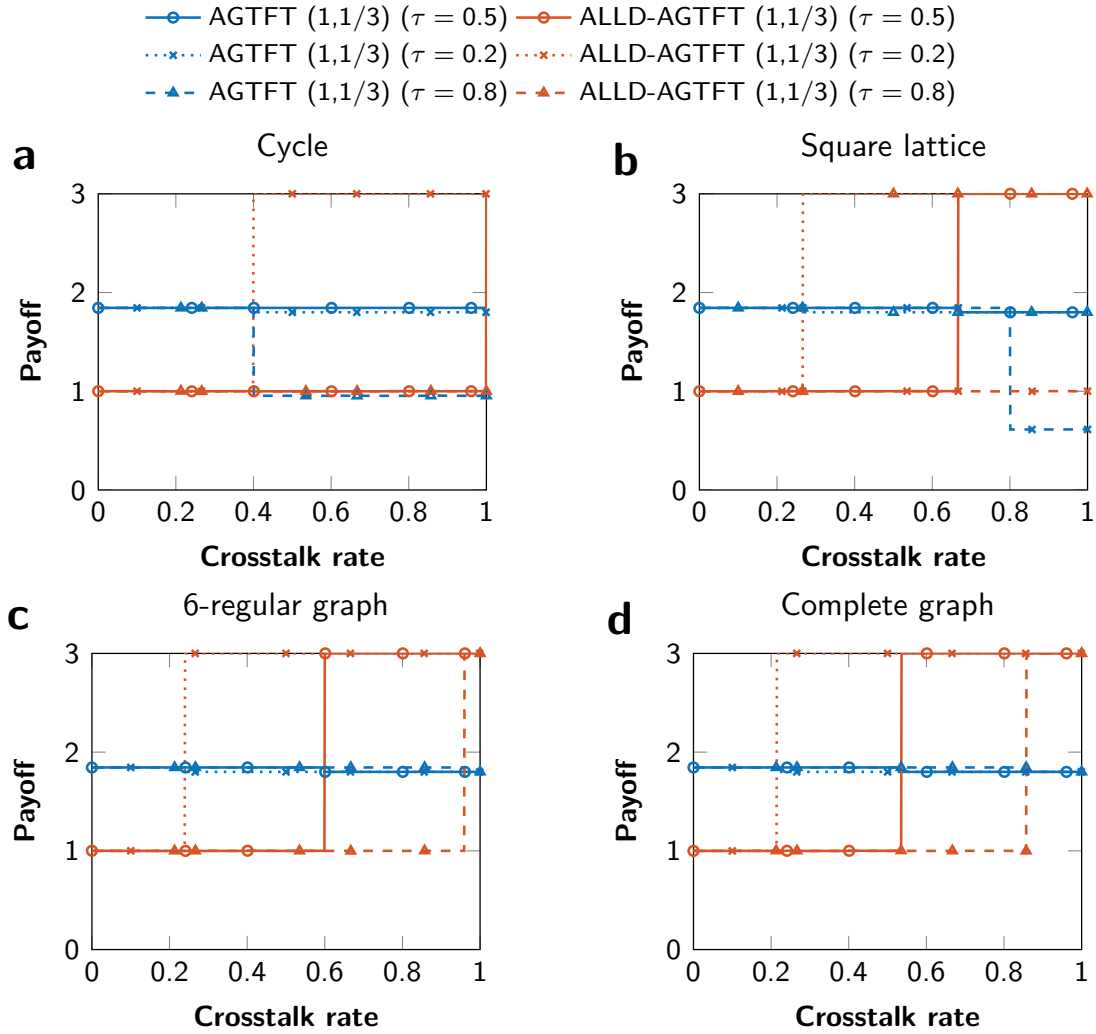 AGTFT (1,1/3) (τ = 0.5) ALLD-AGTFT (1,1/3) (τ = 0.5)
AGTFT (1,1/3) (τ = 0.2) ALLD-AGTFT (1,1/3) (τ = 0.2)
AGTFT (1,1/3) (τ = 0.8) ALLD-AGTFT (1,1/3) (τ = 0.8)
a
Cycle
3
2
1
0
Payoff
0 0.2 0.4 0.6 0.8 1
Crosstalk rate
b
Square lattice
3
2
1
0
Payoff
0 0.2 0.4 0.6 0.8 1
Crosstalk rate
c
6-regular graph
3
2
1
0
Payoff
0 0.2 0.4 0.6 0.8 1
Crosstalk rate
d
Complete graph
3
2
1
0
Payoff
0 0.2 0.4 0.6 0.8 1
Crosstalk rate